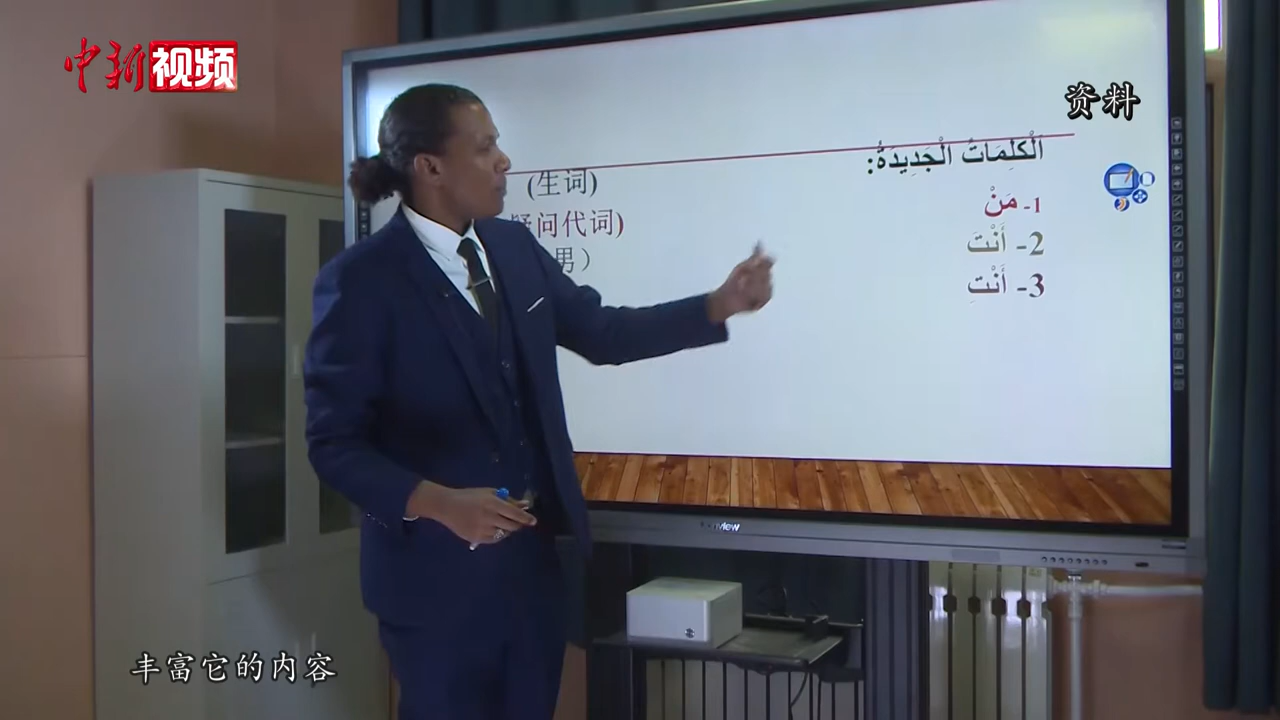 中新视频
资料
اَلْكَلِمَاتُ الْجَدِيدَةُ:
(生词)
1- مَنْ
疑问代词)
2- أَنْتَ
男）
3- أَنْتِ
丰富它的内容